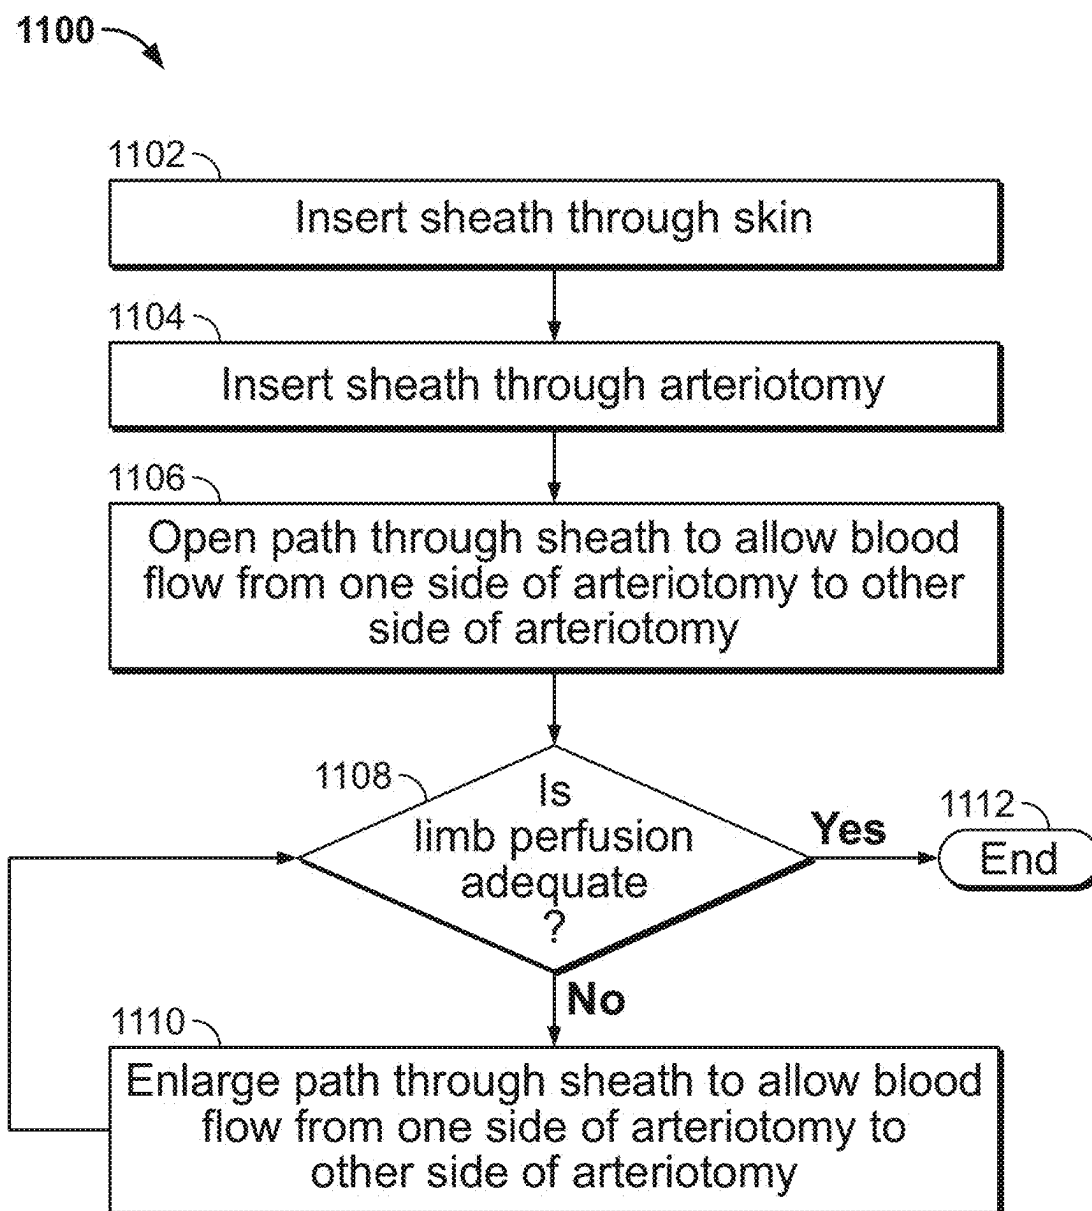 1100
1102
Insert sheath through skin
1104
Insert sheath through arteriotomy
1106
Open path through sheath to allow blood
flow from one side of arteriotomy to other
side of arteriotomy
1108
Is
limb perfusion
adequate
?
Yes
1112
End
No
1110
Enlarge path through sheath to allow blood
flow from one side of arteriotomy to
other side of arteriotomy